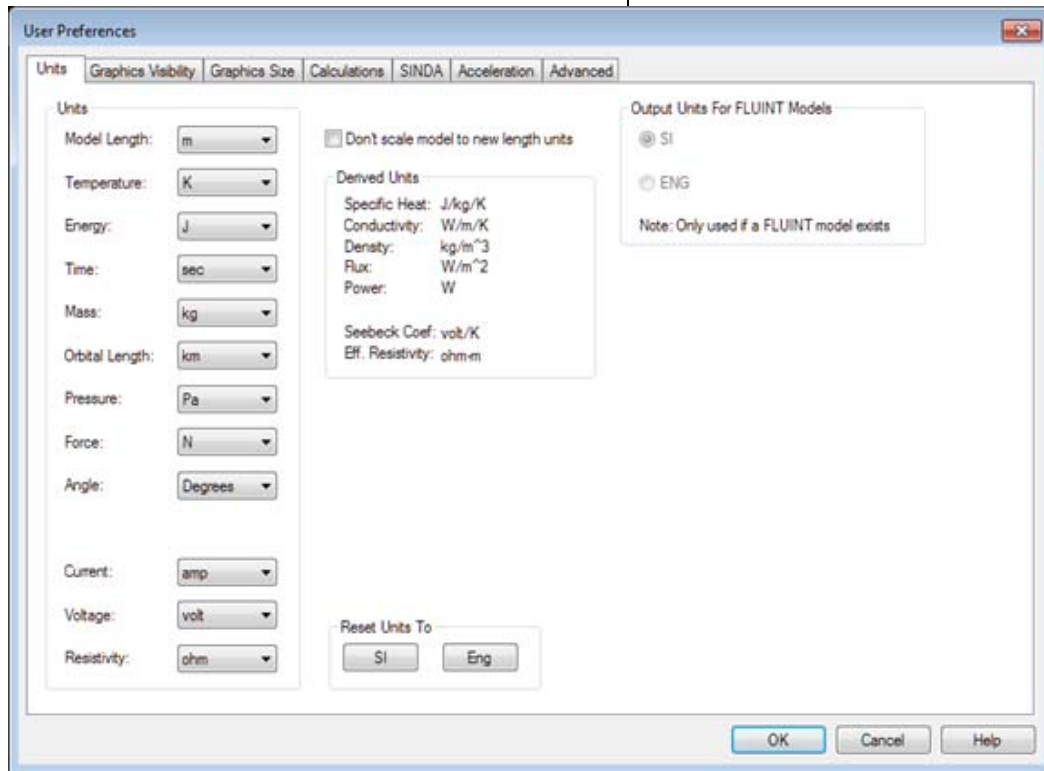 User Preferences
Units Graphics Visibility Graphics Size Calculations SINDA Acceleration Advanced
Units
Model Length: m
Temperature: K
Energy: J
Time: sec
Mass: kg
Orbital Length: km
Pressure: Pa
Force: N
Angle: Degrees
Current: amp
Voltage: volt
Resistivity: ohm
Don't scale model to new length units
Derived Units
Specific Heat: J/kg/K
Conductivity: W/m/K
Density: kg/m^3
Flux: W/m^2
Power: W
Seebeck Coef: volt/K
Eff. Resistivity: ohm-m
Reset Units To
SI Eng
Output Units For FLUINT Models
SI
ENG
Note: Only used if a FLUINT model exists
OK Cancel Help